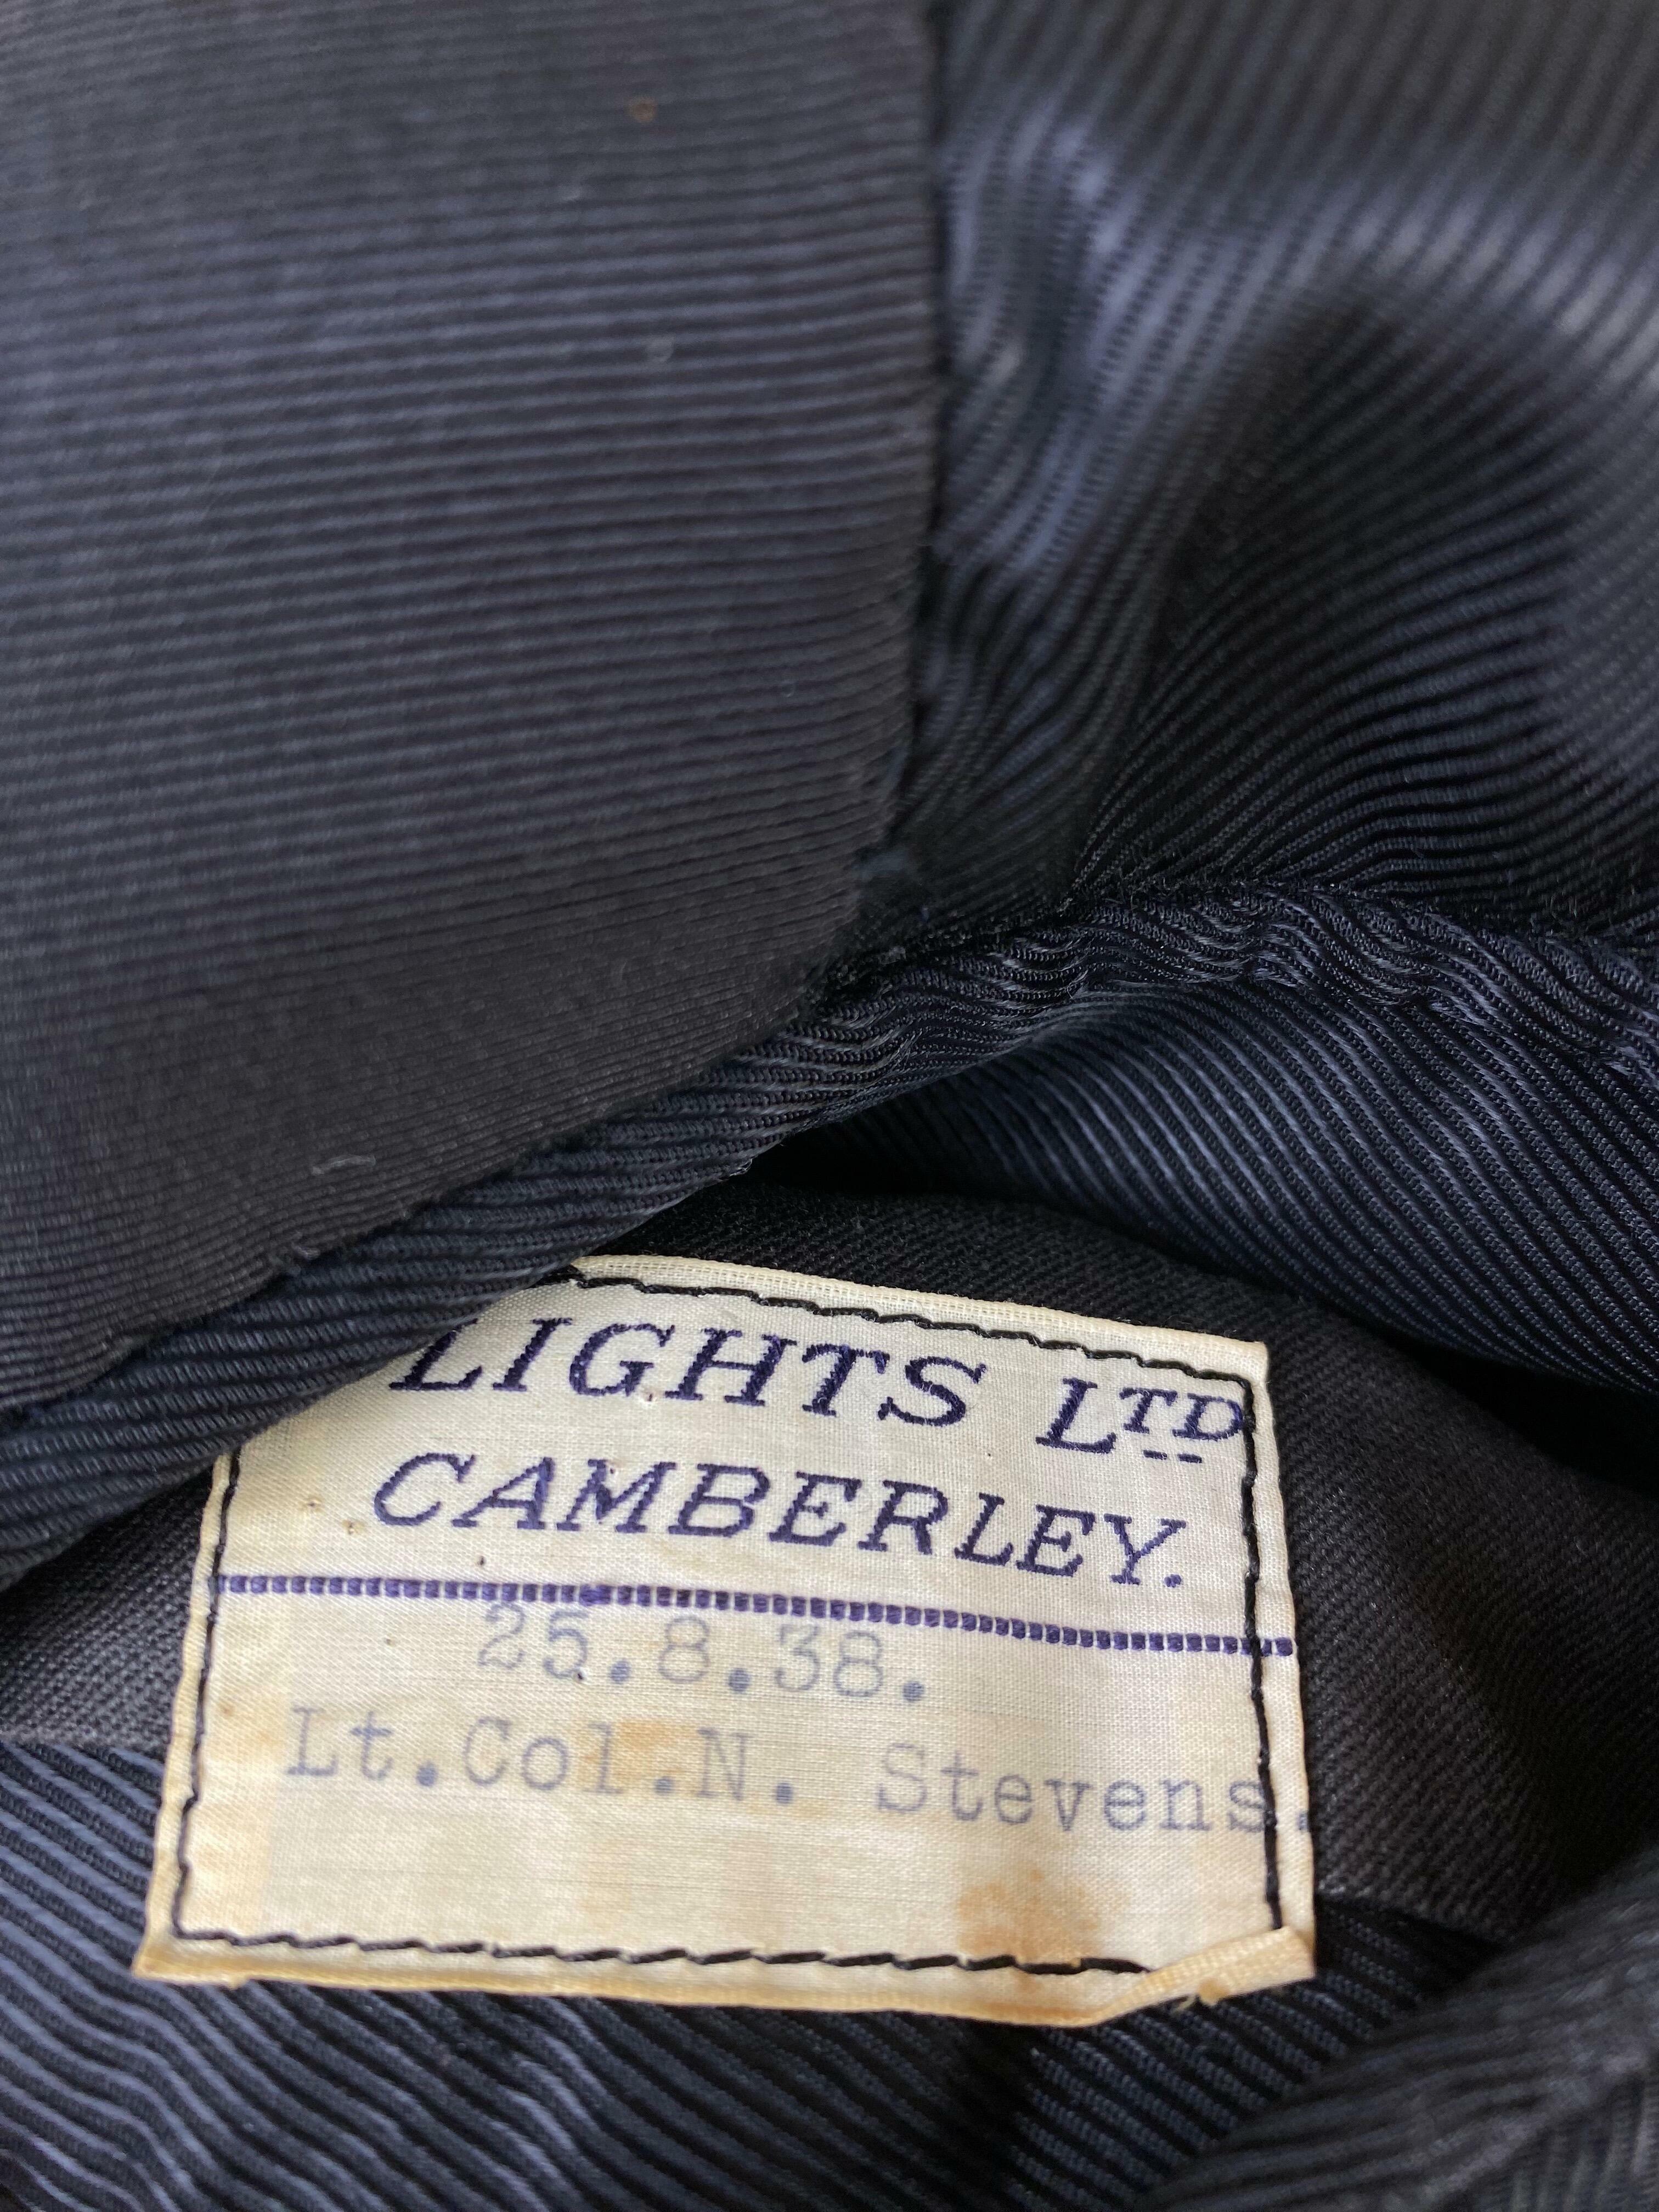 LIGHTS LTD
CAMBERLEY.
25.8.38.
Lt.Col.N. Stevens.